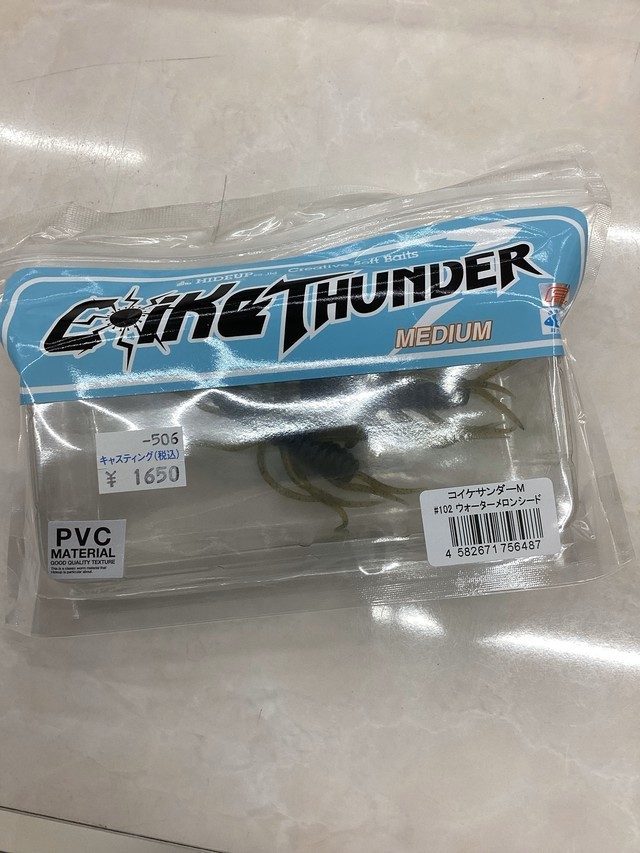 HIDEUP CO.,Ltd Creative Soft Baits
CoikeTHUNDER
MEDIUM
-506
キャスティング(税込)
¥ 1650
PVC
MATERIAL
GOOD QUALITY TEXTURE
コイケサンダーM
#102 ウォーターメロンシード
4 582671 756487